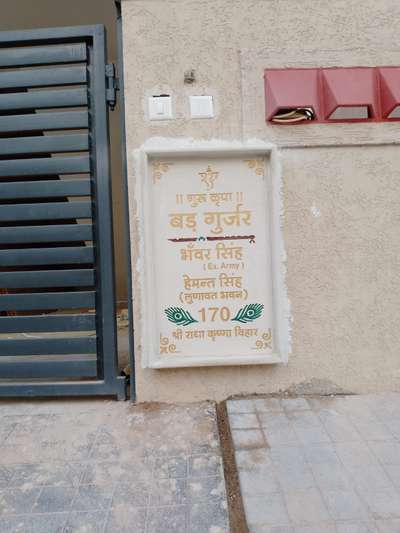 || गुरू कृपा ||
बड़ गुर्जर
भँवर सिंह
( Ex. Army )
हेमन्त सिंह
(लुणावत भवन)
170
श्री राधा कृष्णा विहार